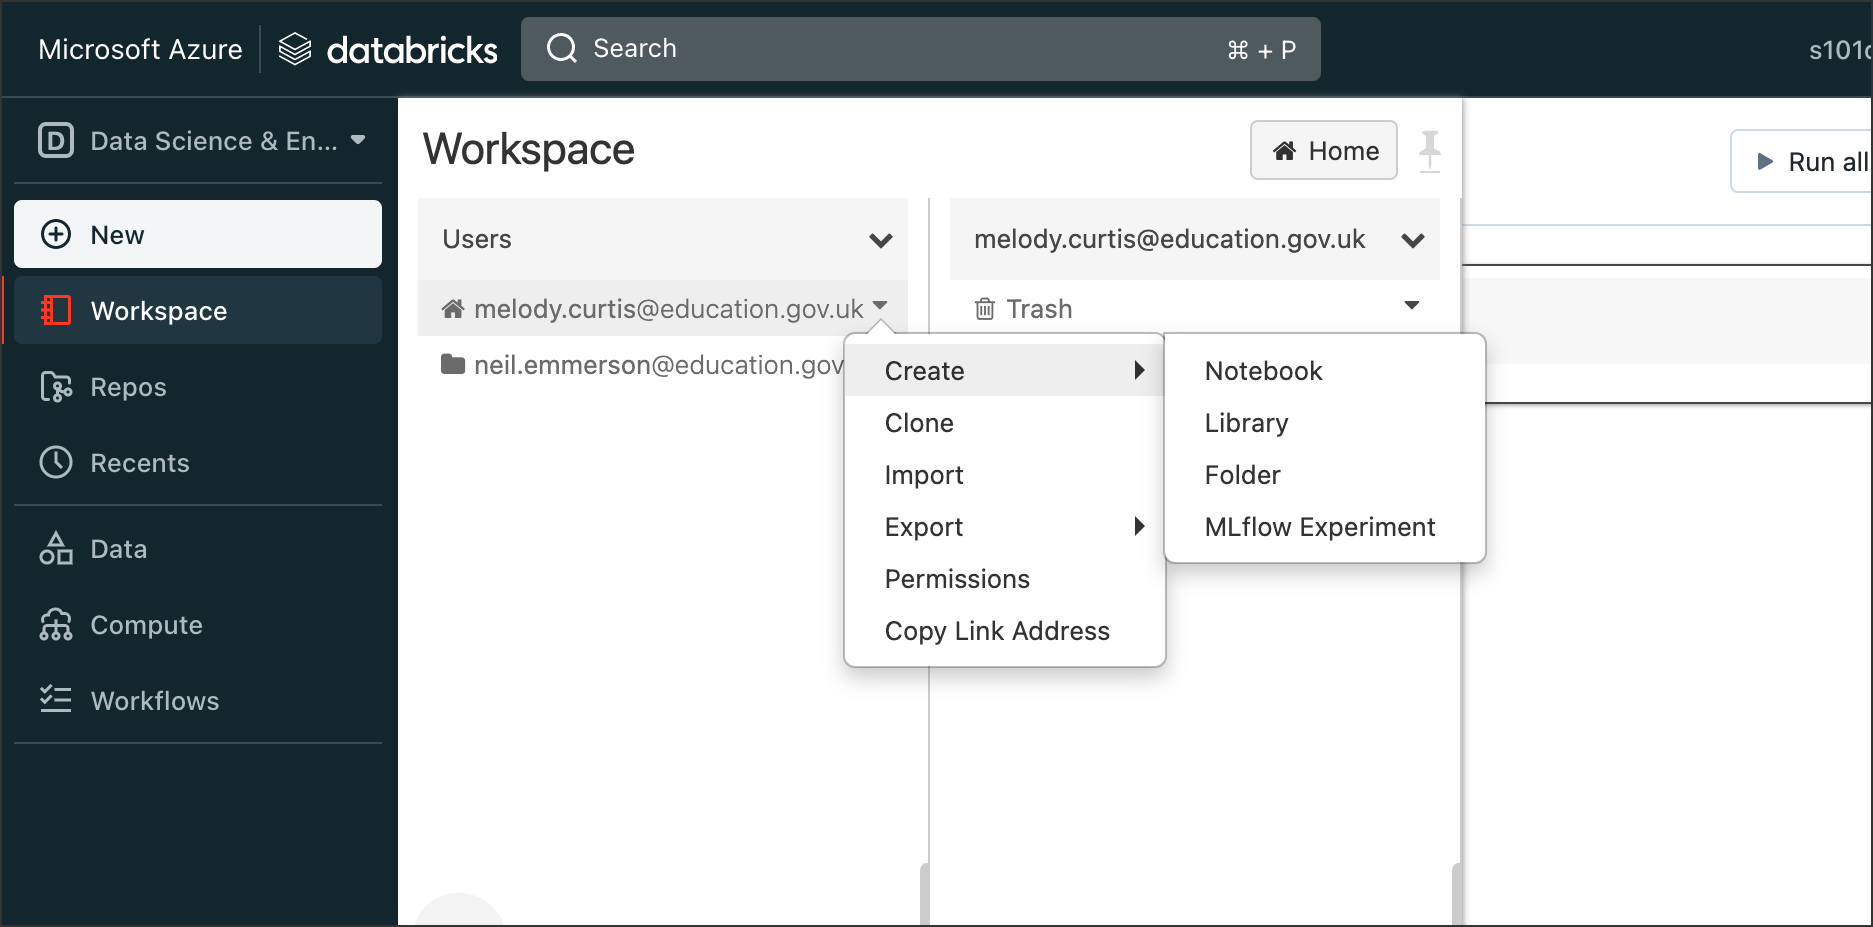 Microsoft Azure
databricks
Search
⌘ + P
s101
Data Science & En...
New
Workspace
Repos
Recents
Data
Compute
Workflows
Workspace
Home
Run all
Users
melody.curtis@education.gov.uk
neil.emmerson@education.gov
melody.curtis@education.gov.uk
Trash
Create
Clone
Import
Export
Permissions
Copy Link Address
Notebook
Library
Folder
MLflow Experiment